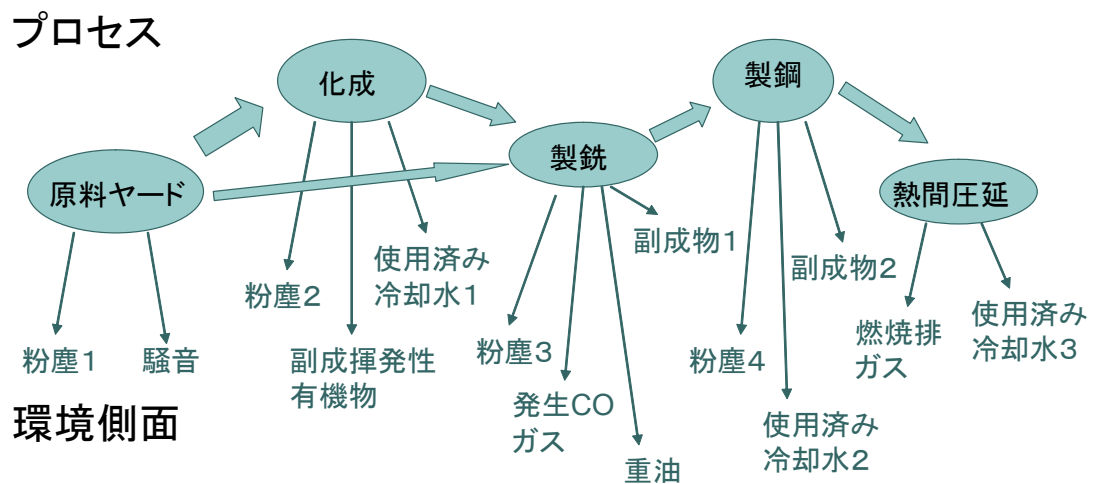 プロセス
化成
製鋼
製銑
原料ヤード
熱間圧延
副成物1
使用済み
冷却水1
副成物2
粉塵2
使用済み
冷却水3
燃焼排
ガス
粉塵1
騒音
副成揮発性
有機物
粉塵3
粉塵4
発生CO
ガス
環境側面
使用済み
冷却水2
重油